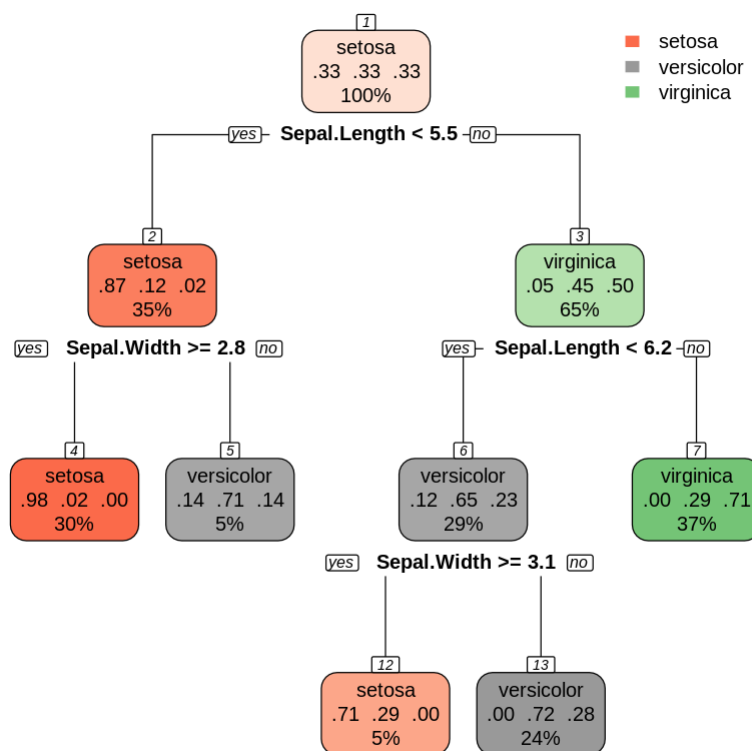 1
setosa
.33 .33 .33
100%
setosa
versicolor
virginica
yes Sepal.Length < 5.5 no
2
setosa
.87 .12 .02
35%
3
virginica
.05 .45 .50
65%
yes Sepal.Width >= 2.8 no
yes Sepal.Length < 6.2 no
4
setosa
.98 .02 .00
30%
5
versicolor
.14 .71 .14
5%
6
versicolor
.12 .65 .23
29%
7
virginica
.00 .29 .71
37%
yes Sepal.Width >= 3.1 no
12
setosa
.71 .29 .00
5%
13
versicolor
.00 .72 .28
24%